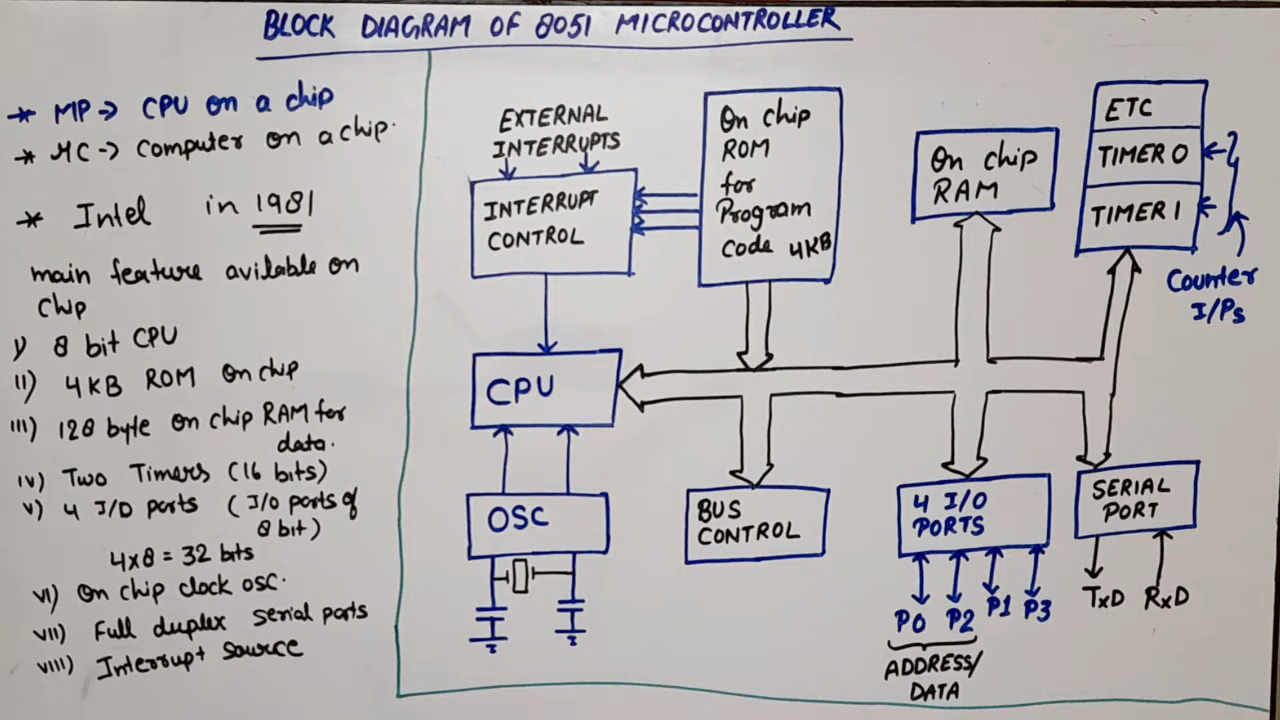 BLOCK DIAGRAM OF 8051 MICROCONTROLLER
* MP -> CPU on a chip
* MC -> Computer on a chip.
* Intel in 1981
main feature avilable on
chip
i) 8 bit CPU
ii) 4KB ROM on chip
iii) 128 byte on chip RAM for
data.
iv) Two Timers (16 bits)
v) 4 I/O ports (I/O ports of
8 bit)
4x8 = 32 bits
vi) On chip clock osc.
vii) Full duplex serial ports
viii) Interrupt source
EXTERNAL
INTERRUPTS
INTERRUPT
CONTROL
On chip
ROM
for
Program
code 4KB
On chip
RAM
ETC
TIMER 0
TIMER 1
Counter
I/Ps
CPU
OSC
BUS
CONTROL
4 I/O
PORTS
SERIAL
PORT
P0 P2 P1 P3
ADDRESS/
DATA
TxD RxD